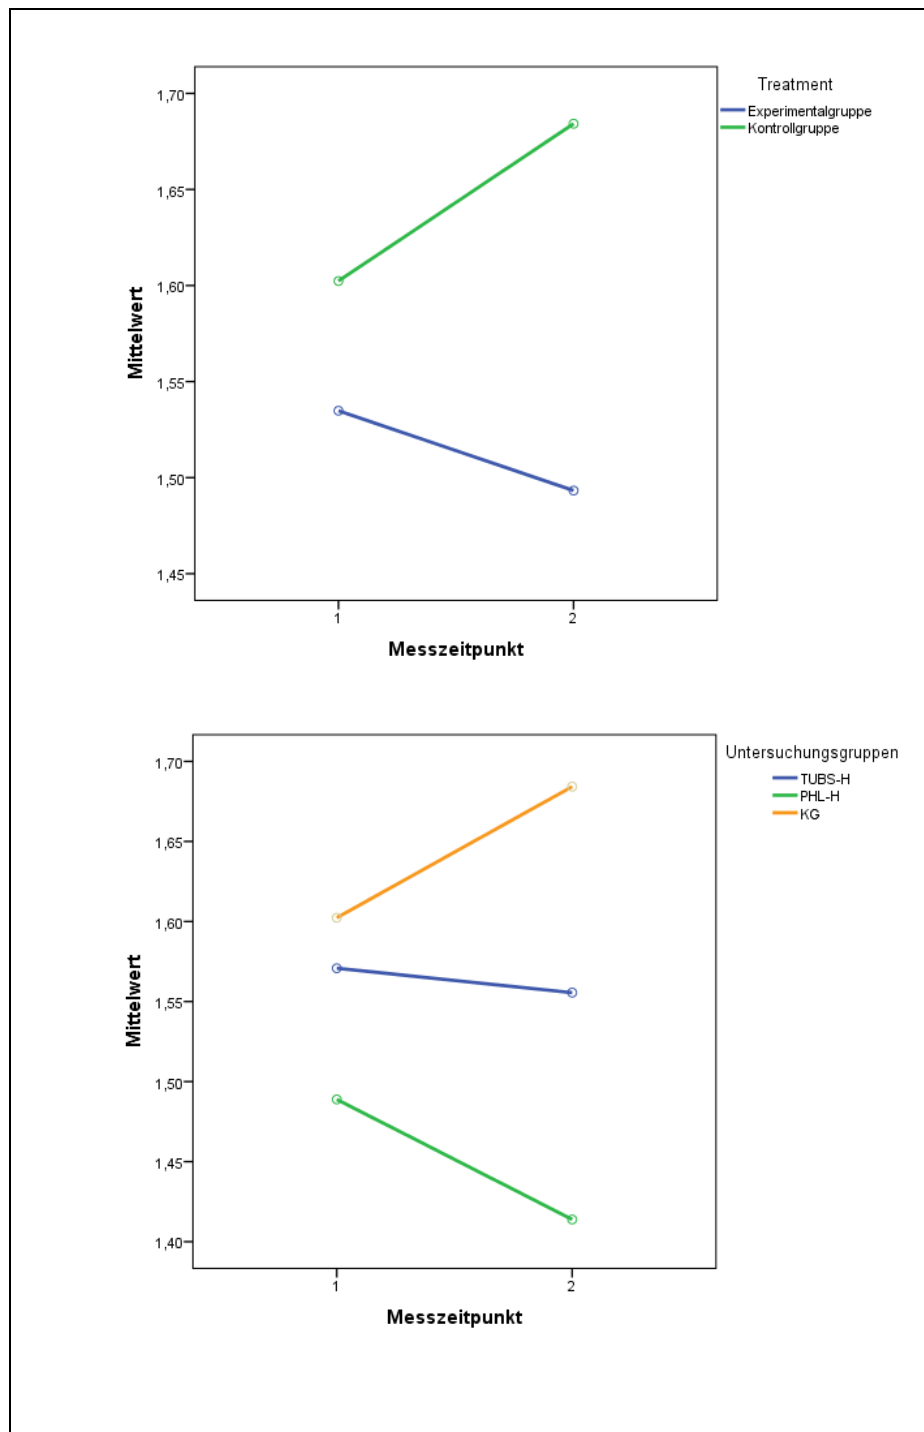 Treatment
Experimentalgruppe
Kontrollgruppe
1,70
1,65
1,60
1,55
1,50
1,45
Mittelwert
1 2
Messzeitpunkt
Untersuchungsgruppen
TUBS-H
PHL-H
KG
1,70
1,65
1,60
1,55
1,50
1,45
1,40
Mittelwert
1 2
Messzeitpunkt